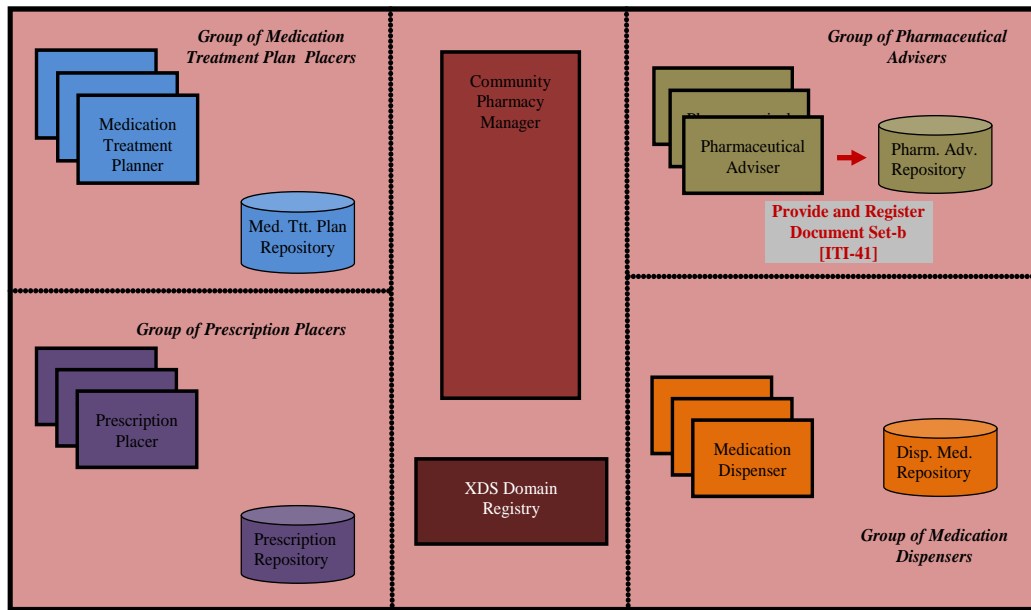 Group of Medication
Treatment Plan Placers
Medication
Treatment
Planner
Med. Ttt. Plan
Repository
Group of Prescription Placers
Prescription
Placer
Prescription
Repository
Community
Pharmacy
Manager
XDS Domain
Registry
Group of Pharmaceutical
Advisers
Pharmaceutical
Adviser
Pharm. Adv.
Repository
Provide and Register
Document Set-b
[ITI-41]
Medication
Dispenser
Disp. Med.
Repository
Group of Medication
Dispensers